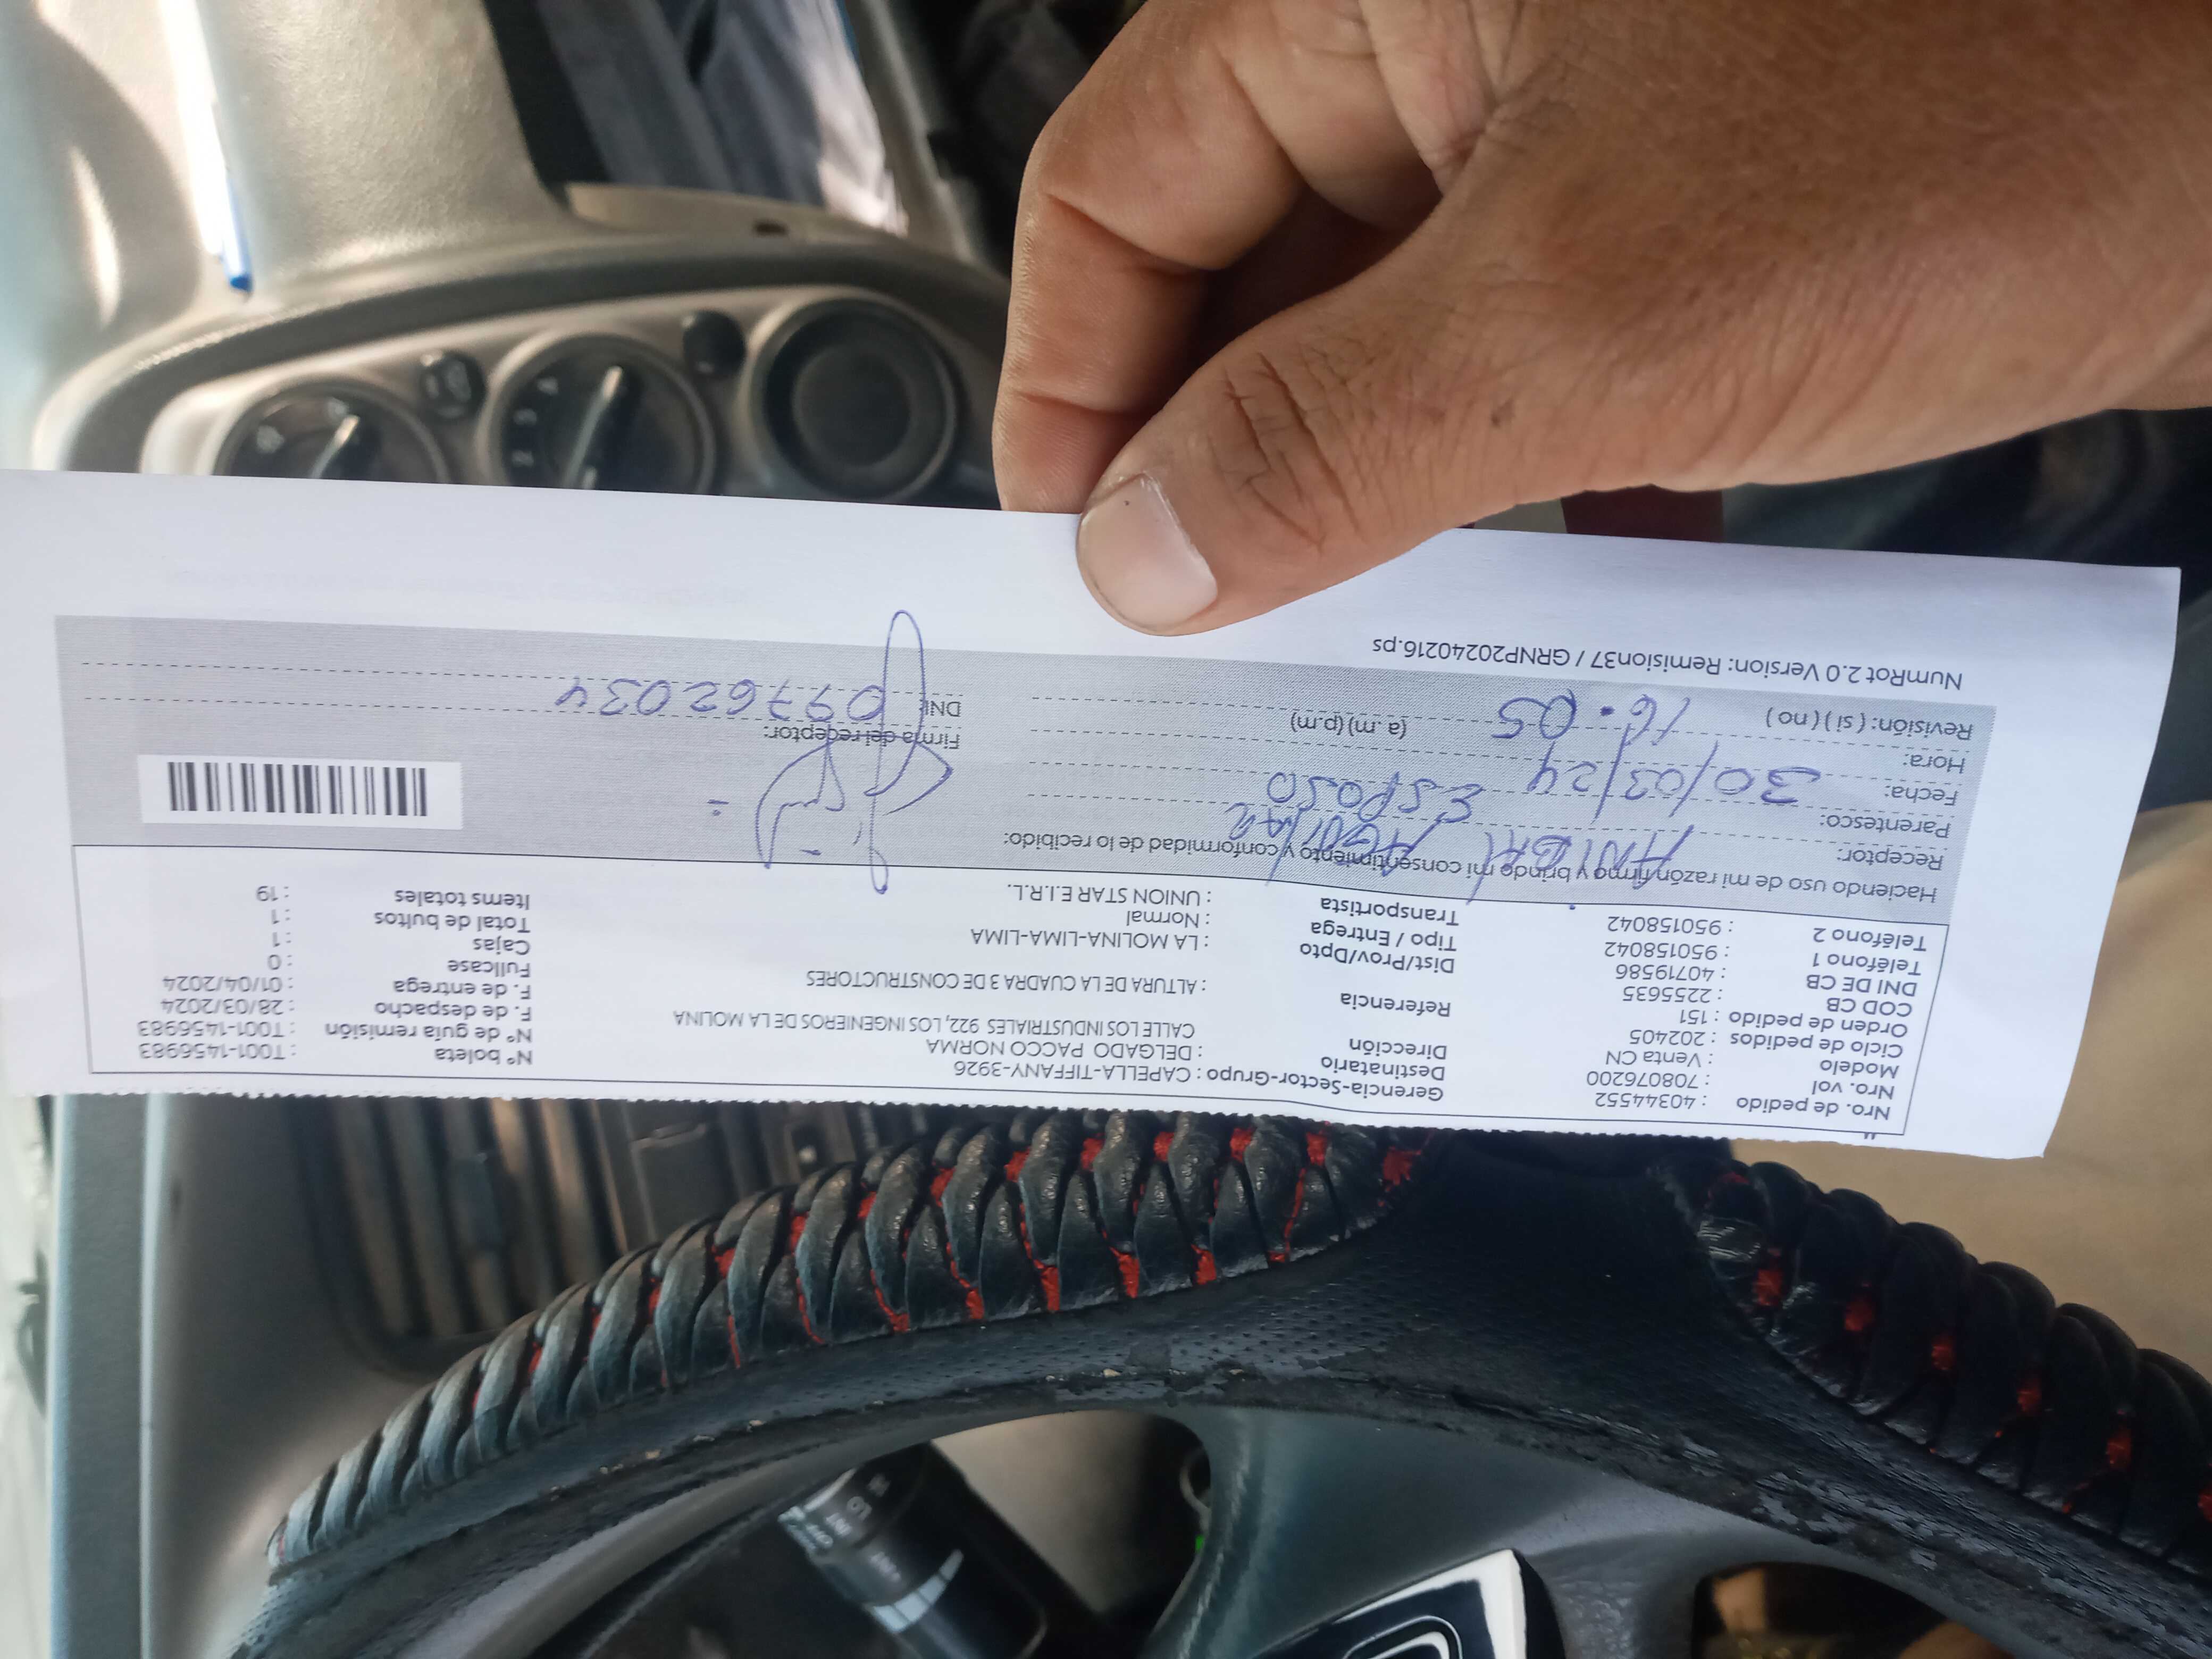 Nro. de pedido : 40344552
Nro. vol : 708076200
Modelo : Venta CN
Ciclo de pedidos : 202405
Orden de pedido : 151
COD CB : 2255635
DNI DE CB : 40719586
Teléfono 1 : 950158042
Teléfono 2 : 950158042
Gerencia-Sector-Grupo : CAPELLA-TIFFANY-3926
Destinatario : DELGADO PACCO NORMA
Dirección CALLE LOS INDUSTRIALES 922, LOS INGENIEROS DE LA MOLINA
Referencia : ALTURA DE LA CUADRA 3 DE CONSTRUCTORES
Dist/Prov/Dpto : LA MOLINA-LIMA-LIMA
Tipo / Entrega : Normal
Transportista : UNION STAR E.I.R.L.
Nº boleta : T001-1456983
Nº de guía remisión : T001-1456983
F. de despacho : 28/03/2024
F. de entrega : 01/04/2024
Fullcase : 0
Cajas : 1
Total de bultos : 1
Items totales : 19
Haciendo uso de mi razón firmo y brindo mi consentimiento y conformidad de lo recibido:
Receptor: ANIBAL AGUILAR
Parentesco: ESPOSO
Fecha: 30/03/24
Hora: 16:05 (a.m) (p.m)
Revisión: ( si ) ( no )
Firma del receptor:
DNI: 09762034
NumRot 2.0 Version: Remision37 / GRNP20240216.ps